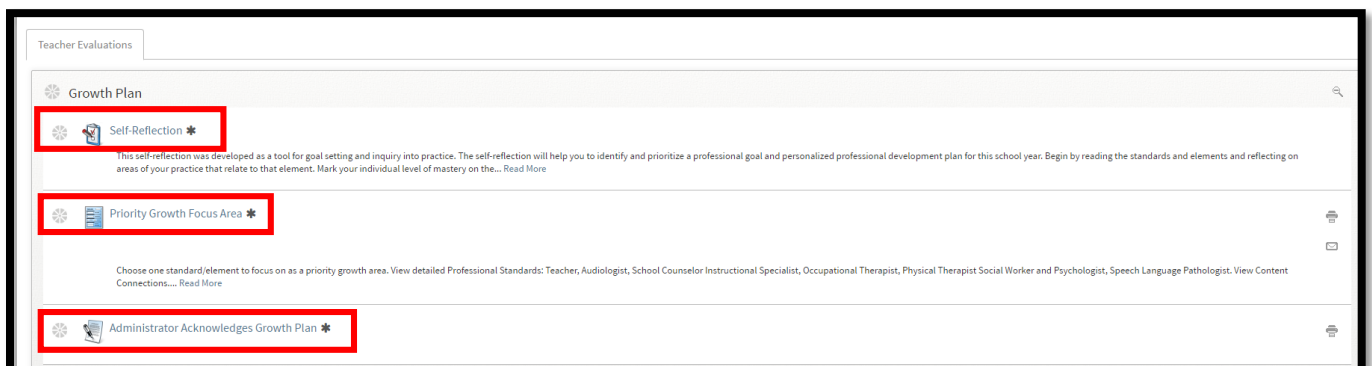 Teacher Evaluations
Growth Plan
Self-Reflection ✱
This self-reflection was developed as a tool for goal setting and inquiry into practice. The self-reflection will help you to identify and prioritize a professional goal and personalized professional development plan for this school year. Begin by reading the standards and elements and reflecting on
areas of your practice that relate to that element. Mark your individual level of mastery on the... Read More
Priority Growth Focus Area ✱
Choose one standard/element to focus on as a priority growth area. View detailed Professional Standards: Teacher, Audiologist, School Counselor Instructional Specialist, Occupational Therapist, Physical Therapist Social Worker and Psychologist, Speech Language Pathologist. View Content
Connections.... Read More
Administrator Acknowledges Growth Plan ✱